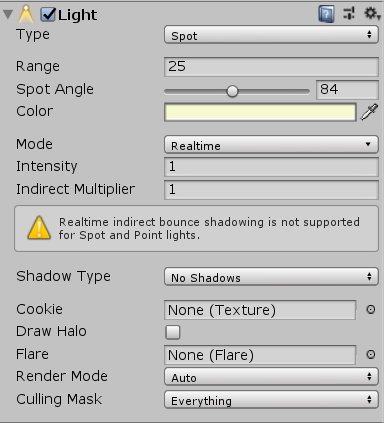 Light
Type Spot
Range 25
Spot Angle 84
Color
Mode Realtime
Intensity 1
Indirect Multiplier 1
Realtime indirect bounce shadowing is not supported
for Spot and Point lights.
Shadow Type No Shadows
Cookie None (Texture)
Draw Halo
Flare None (Flare)
Render Mode Auto
Culling Mask Everything